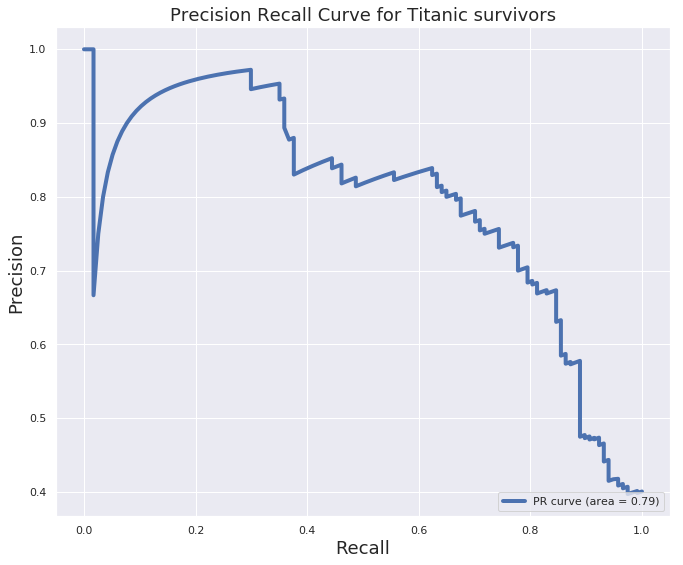 Precision Recall Curve for Titanic survivors
1.0
0.9
0.8
0.7
0.6
0.5
0.4
Precision
0.0 0.2 0.4 0.6 0.8 1.0
Recall
PR curve (area = 0.79)